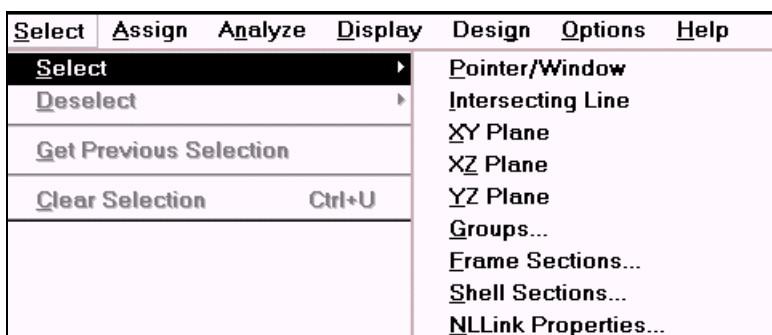 Select Assign Analyze Display Design Options Help
Select
Deselect
Get Previous Selection
Clear Selection Ctrl+U
Pointer/Window
Intersecting Line
XY Plane
XZ Plane
YZ Plane
Groups...
Frame Sections...
Shell Sections...
NLLink Properties...